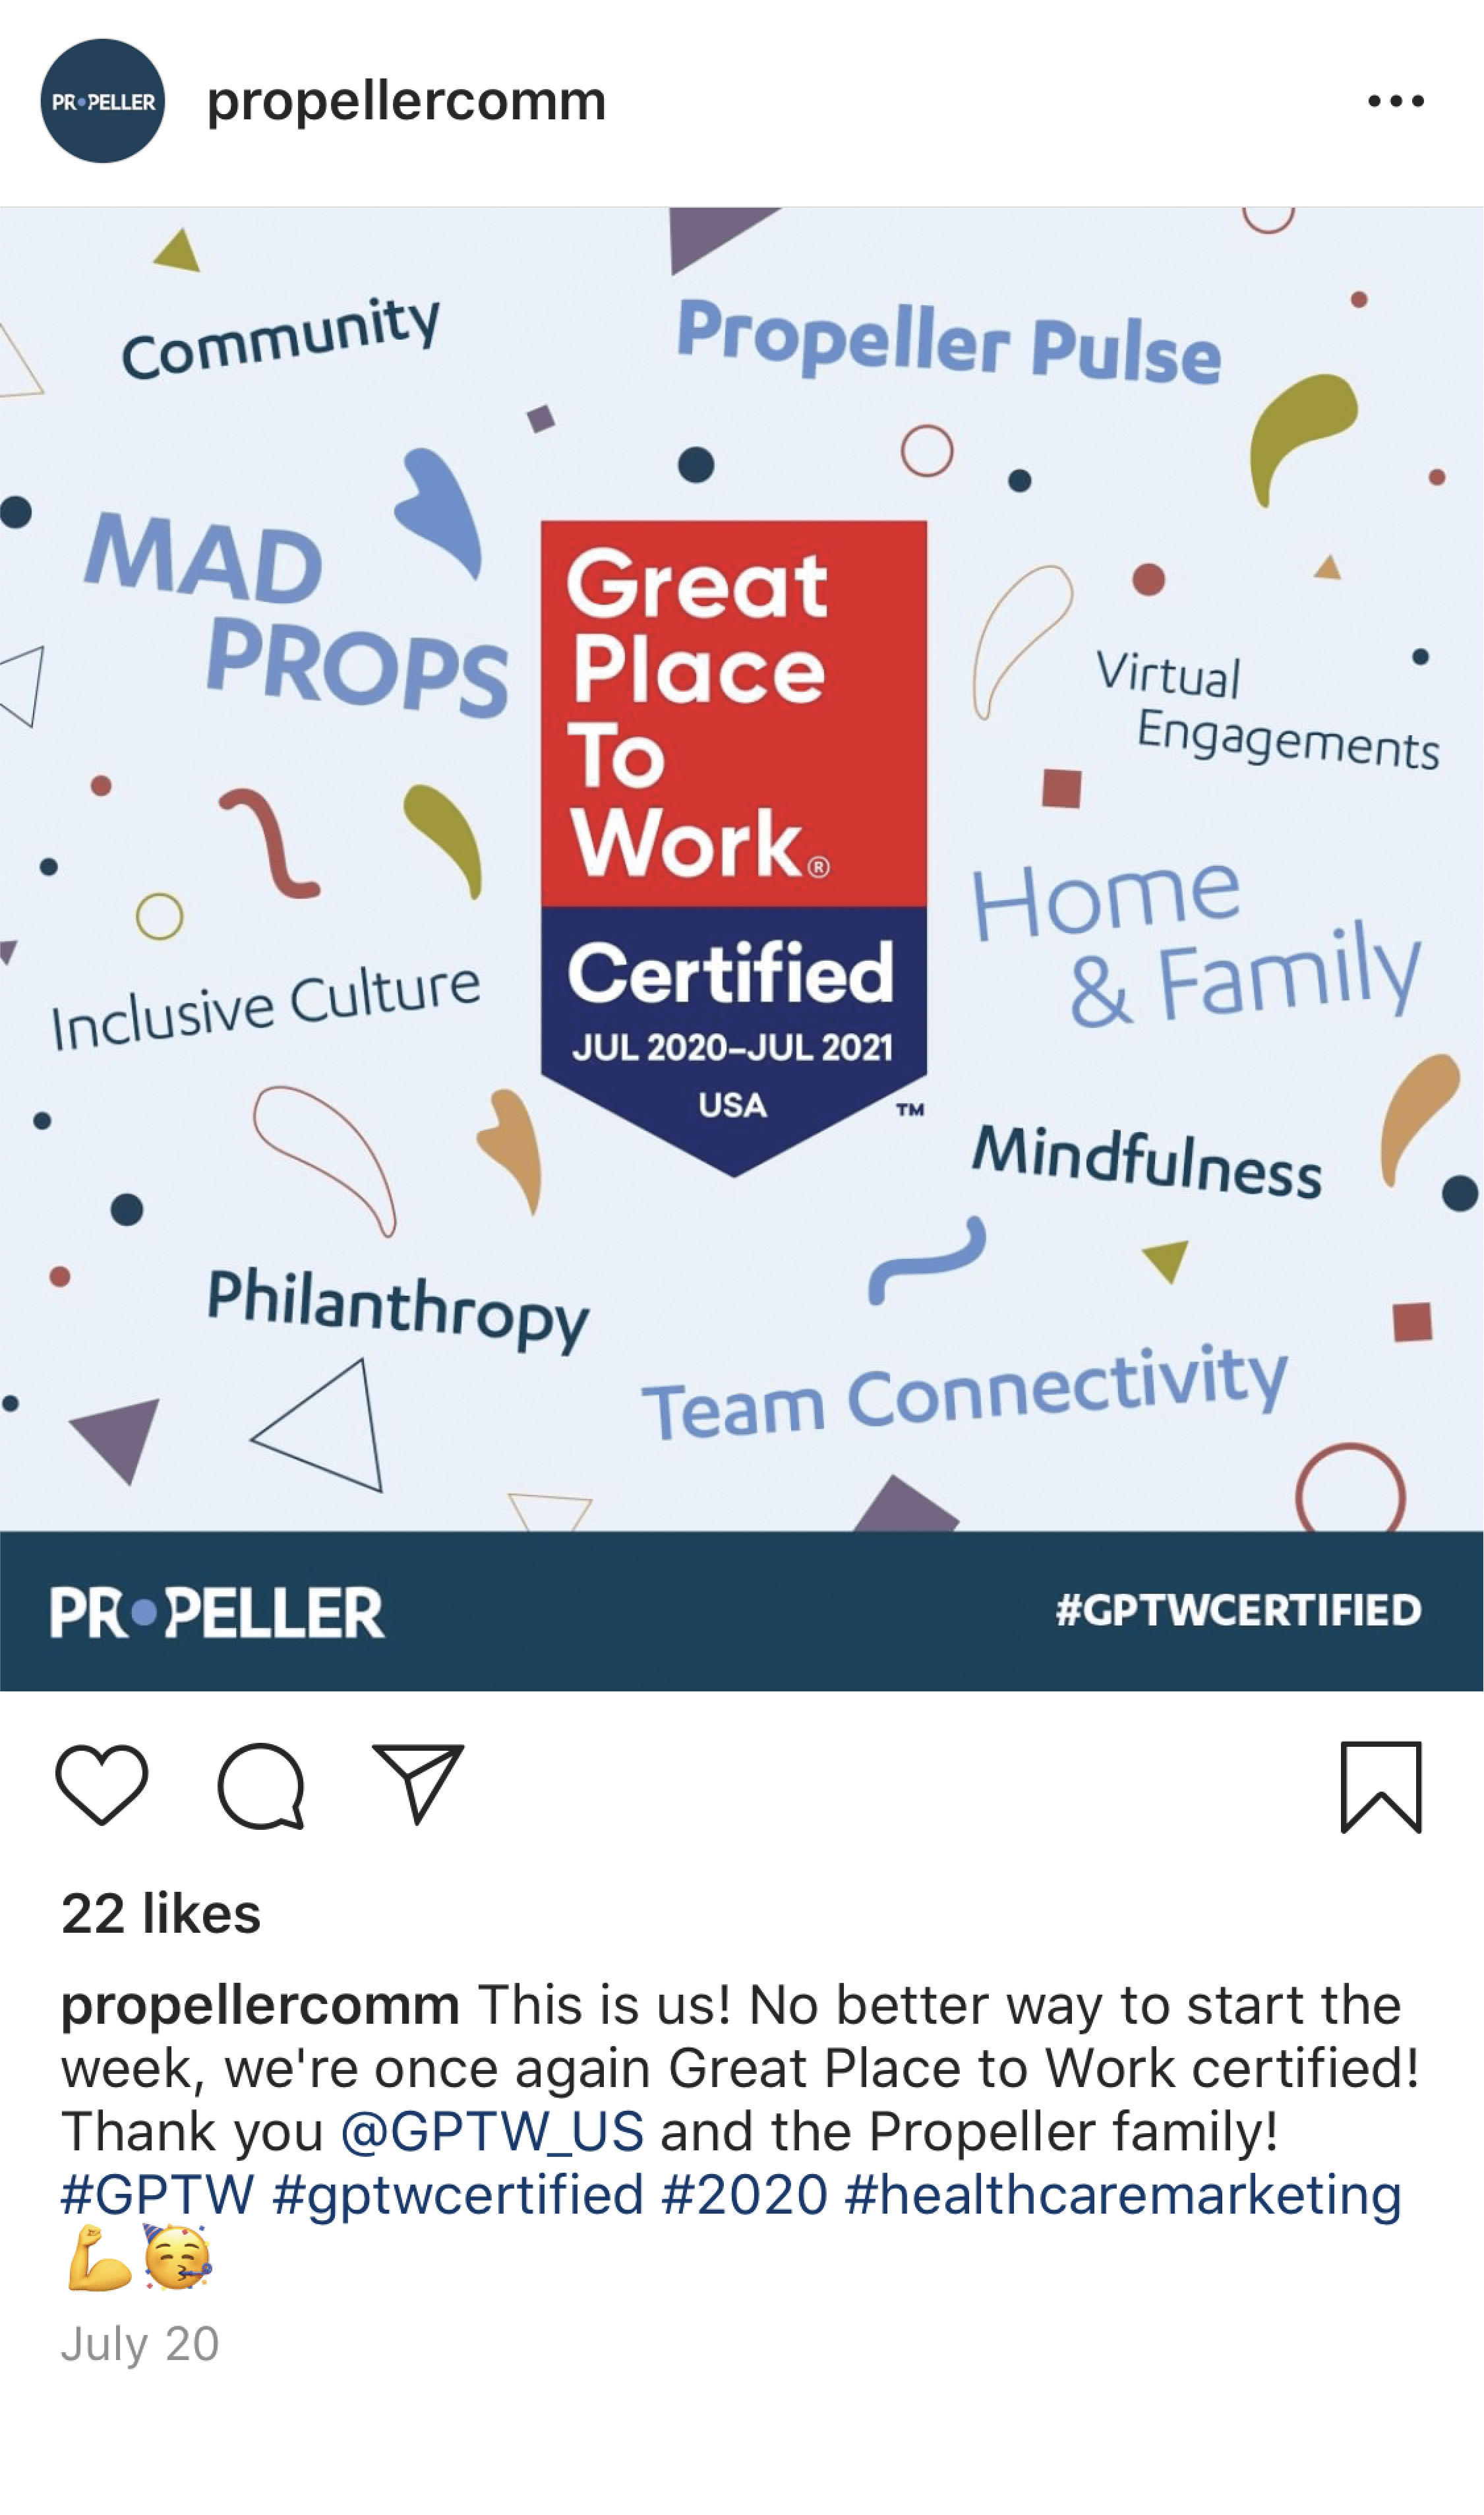 PROPELLER
propellercomm
Community
Propeller Pulse
MAD
PROPS
Great
Place
To
Work®
Virtual
Engagements
Home
& Family
Certified
JUL 2020–JUL 2021
USA
TM
Inclusive Culture
Mindfulness
Philanthropy
Team Connectivity
PROPELLER
#GPTWCERTIFIED
22 likes
propellercomm This is us! No better way to start the
week, we're once again Great Place to Work certified!
Thank you @GPTW_US and the Propeller family!
#GPTW #gptwcertified #2020 #healthcaremarketing
💪🥳
July 20